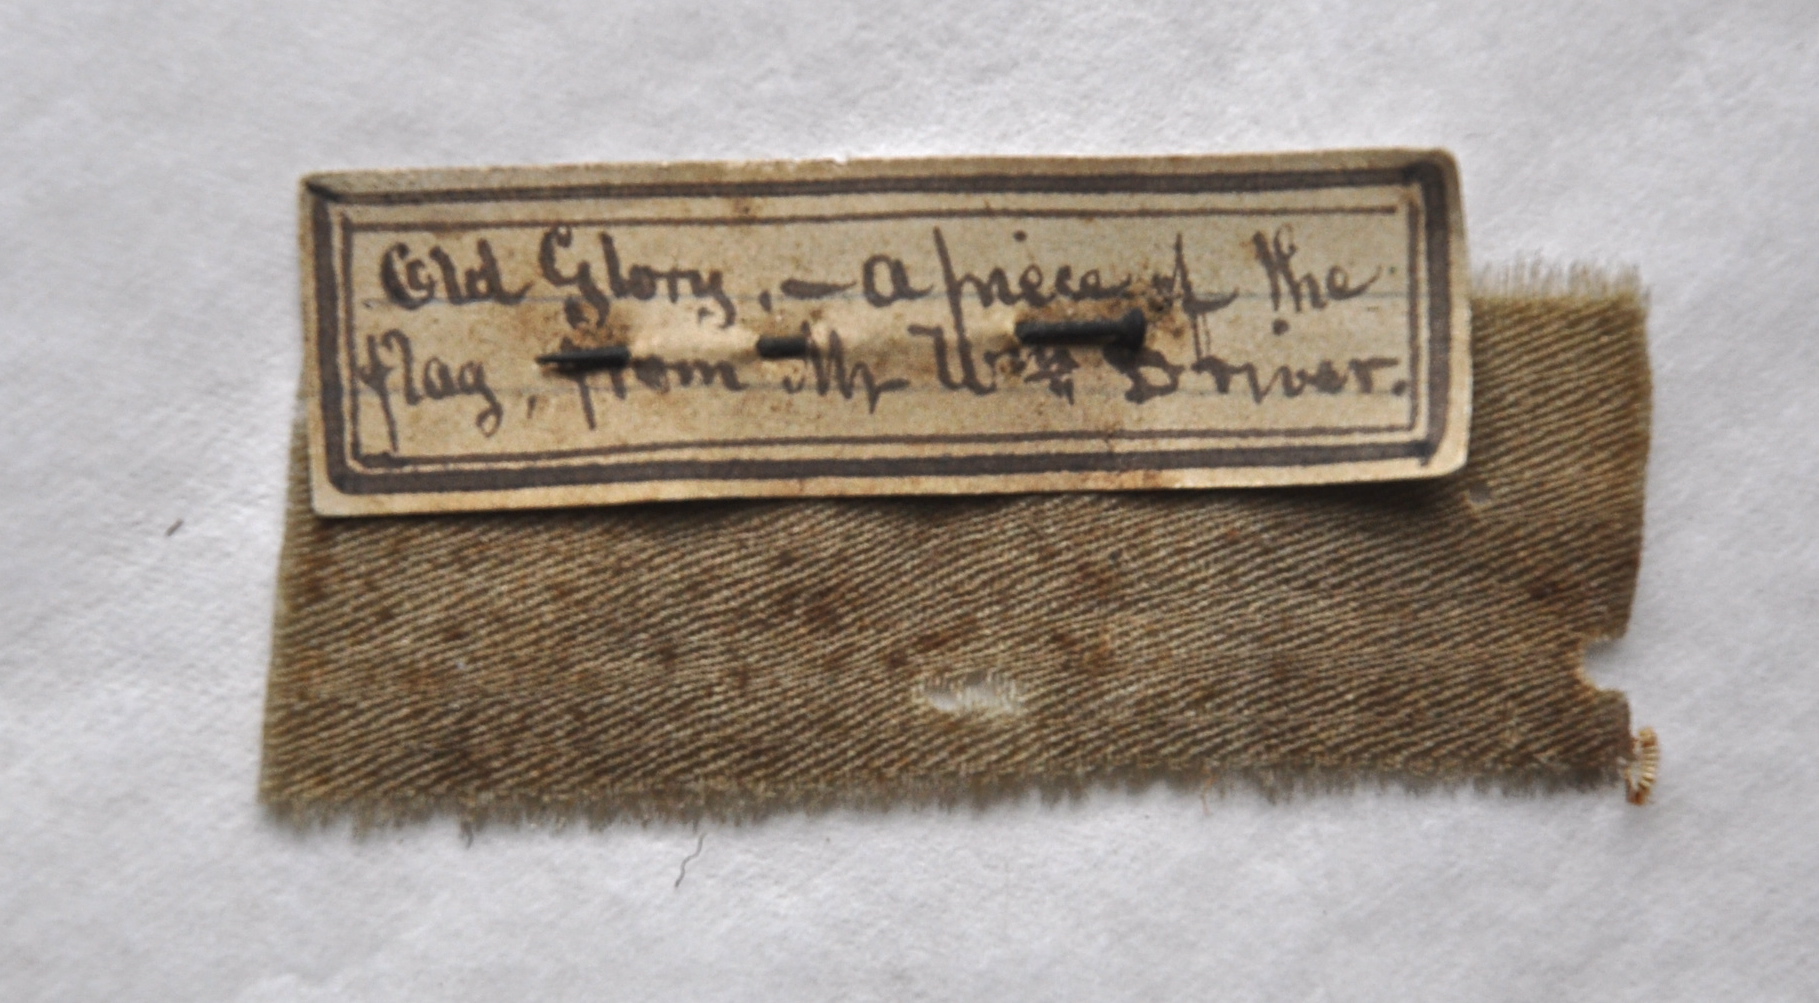 Old Glory, – a piece of the
flag, from Mr Wm Driver.